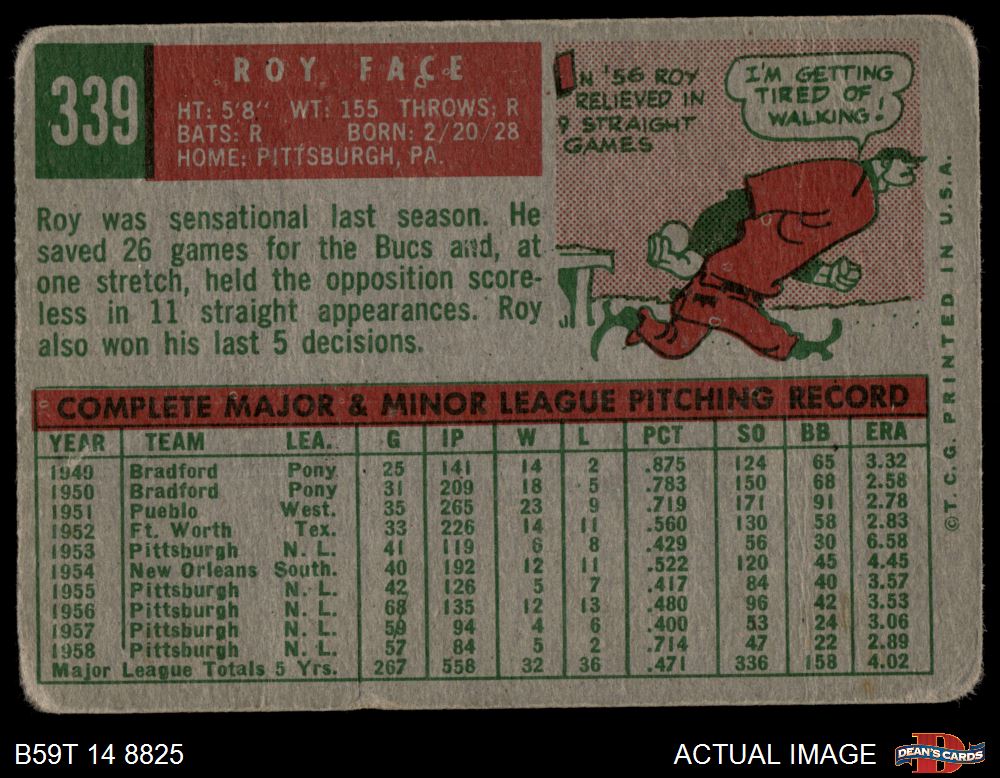 339
ROY FACE
HT: 5'8" WT: 155 THROWS: R
BATS: R BORN: 2/20/28
HOME: PITTSBURGH, PA.
IN '56 ROY
RELIEVED IN
9 STRAIGHT
GAMES
I'M GETTING
TIRED OF
WALKING!
Roy was sensational last season. He
saved 26 games for the Bucs and, at
one stretch, held the opposition score-
less in 11 straight appearances. Roy
also won his last 5 decisions.
COMPLETE MAJOR & MINOR LEAGUE PITCHING RECORD
YEAR TEAM LEA. G IP W L PCT SO BB ERA
1949 Bradford Pony 25 141 14 2 .875 124 65 3.32
1950 Bradford Pony 31 209 18 5 .783 150 68 2.58
1951 Pueblo West. 35 265 23 9 .719 171 91 2.78
1952 Ft. Worth Tex. 33 226 14 11 .560 130 58 2.83
1953 Pittsburgh N. L. 41 119 6 8 .429 56 30 6.58
1954 New Orleans South. 40 192 12 11 .522 120 45 4.45
1955 Pittsburgh N. L. 42 126 5 7 .417 84 40 3.57
1956 Pittsburgh N. L. 68 135 12 13 .480 96 42 3.53
1957 Pittsburgh N. L. 59 94 4 6 .400 53 24 3.06
1958 Pittsburgh N. L. 57 84 5 2 .714 47 22 2.89
Major League Totals 5 Yrs. 267 558 32 36 .471 336 158 4.02
©T. C. G. PRINTED IN U.S.A.
B59T 14 8825
ACTUAL IMAGE
DEAN'S CARDS